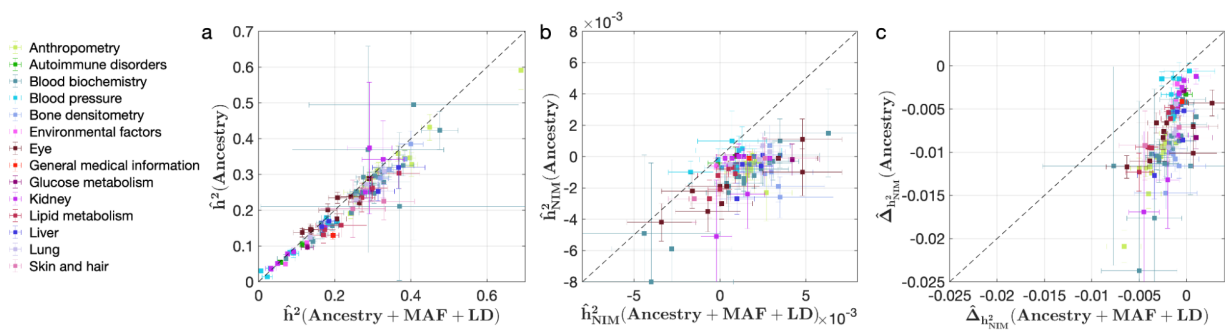 Anthropometry
Autoimmune disorders
Blood biochemistry
Blood pressure
Bone densitometry
Environmental factors
Eye
General medical information
Glucose metabolism
Kidney
Lipid metabolism
Liver
Lung
Skin and hair
a
0.7
0.6
0.5
0.4
0.3
0.2
0.1
0
0 0.2 0.4 0.6
ĥ²(Ancestry)
ĥ²(Ancestry + MAF + LD)
b
×10⁻³
8
6
4
2
0
-2
-4
-6
-8
-5 0 5
ĥ²_NIM(Ancestry)
ĥ²_NIM(Ancestry + MAF + LD) ×10⁻³
c
0
-0.005
-0.01
-0.015
-0.02
-0.025
-0.025 -0.02 -0.015 -0.01 -0.005 0
Δ̂_h²_NIM(Ancestry)
Δ̂_h²_NIM(Ancestry + MAF + LD)